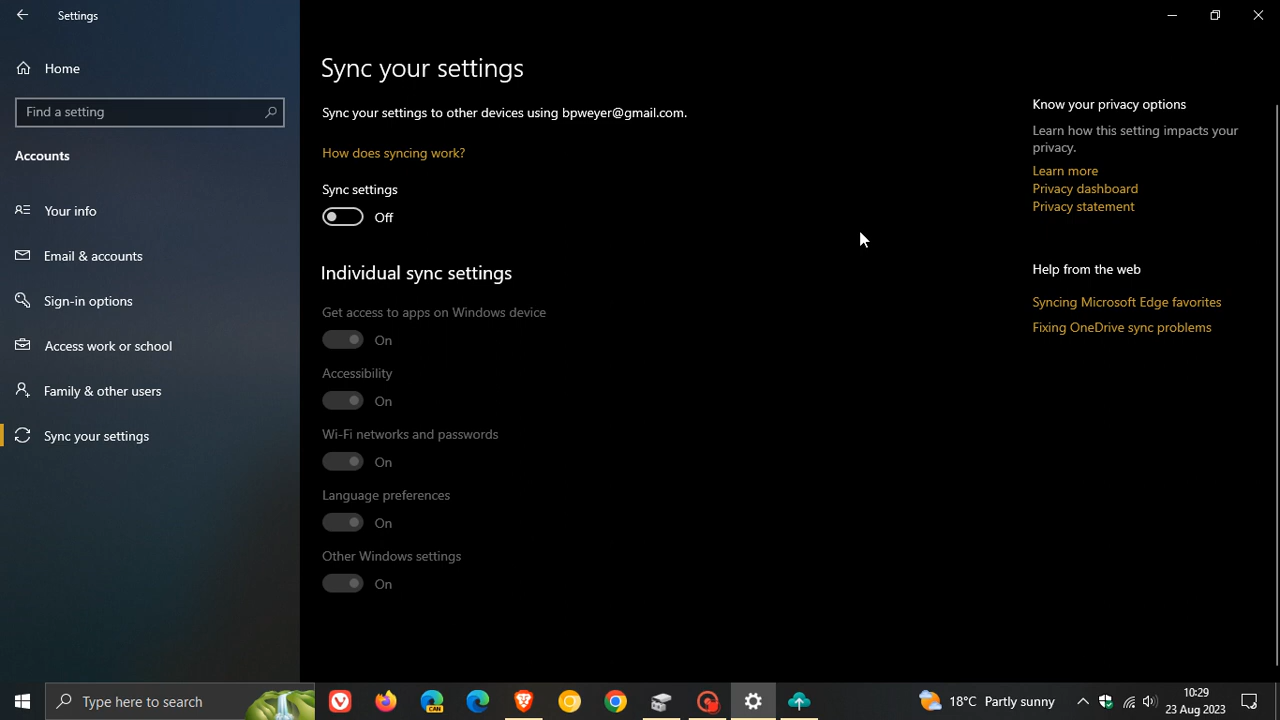 Settings
Home
Find a setting
Accounts
Your info
Email & accounts
Sign-in options
Access work or school
Family & other users
Sync your settings
Sync your settings
Sync your settings to other devices using bpweyer@gmail.com.
How does syncing work?
Sync settings
Off
Individual sync settings
Get access to apps on Windows device
On
Accessibility
On
Wi-Fi networks and passwords
On
Language preferences
On
Other Windows settings
On
Know your privacy options
Learn how this setting impacts your
privacy.
Learn more
Privacy dashboard
Privacy statement
Help from the web
Syncing Microsoft Edge favorites
Fixing OneDrive sync problems
Type here to search
CAN
18°C Partly sunny
10:29
23 Aug 2023